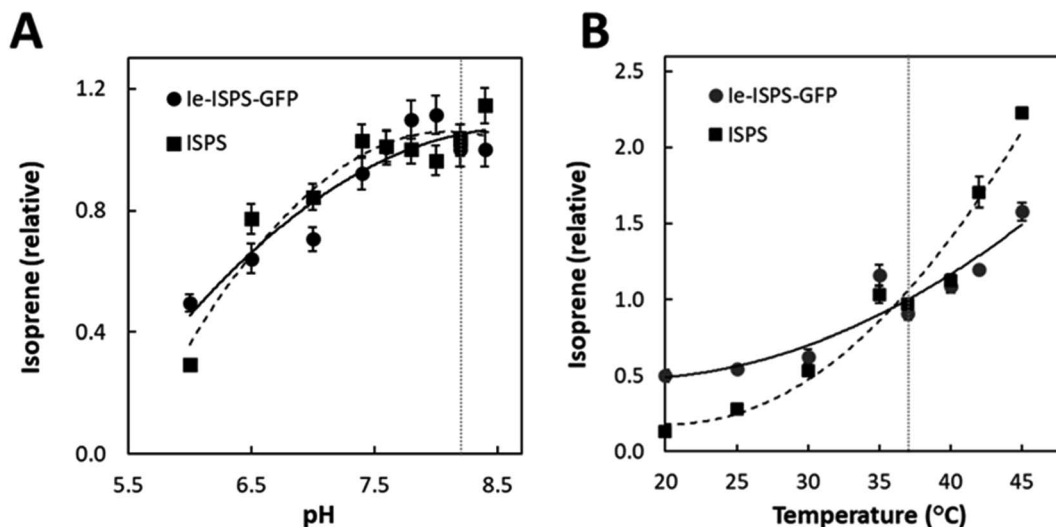 A
Isoprene (relative)
1.2
0.8
0.4
0.0
Ie-ISPS-GFP
ISPS
5.5 6.5 7.5 8.5
pH
B
Isoprene (relative)
2.5
2.0
1.5
1.0
0.5
0.0
Ie-ISPS-GFP
ISPS
20 25 30 35 40 45
Temperature (°C)